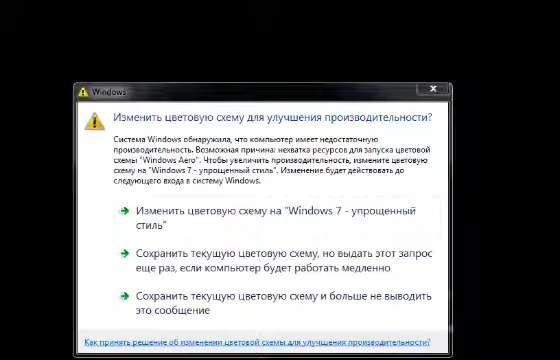 Windows
Изменить цветовую схему для улучшения производительности?
Система Windows обнаружила, что компьютер имеет недостаточную
производительность. Возможная причина: нехватка ресурсов для запуска цветовой
схемы "Windows Aero". Чтобы увеличить производительность, измените цветовую
схему на "Windows 7 - упрощенный стиль". Изменение будет действовать до
следующего входа в систему Windows.
Изменить цветовую схему на "Windows 7 - упрощенный
стиль"
Сохранить текущую цветовую схему, но выдать этот запрос
еще раз, если компьютер будет работать медленно
Сохранить текущую цветовую схему и больше не выводить
это сообщение
Как принять решение об изменении цветовой схемы для улучшения производительности?